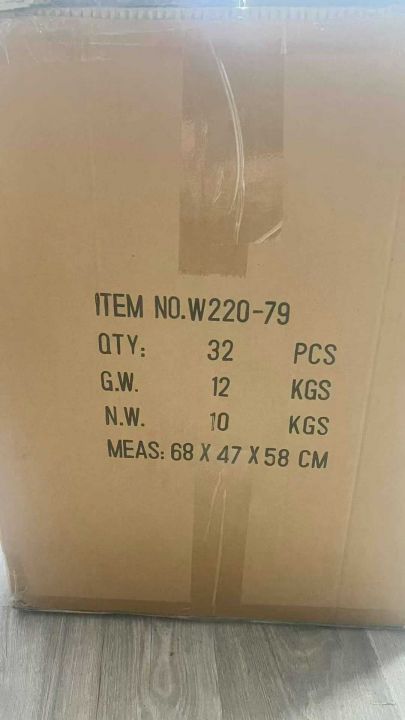 ITEM NO.W220-79
QTY: 32 PCS
G.W. 12 KGS
N.W. 10 KGS
MEAS: 68 X 47 X 58 CM